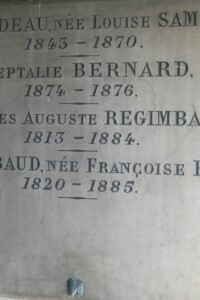 DEAU, NÉE LOUISE SAM
1843 - 1870.
EPTALIE BERNARD,
1874 - 1876.
ES AUGUSTE REGIMBA
1813 - 1884.
BAUD, NÉE FRANÇOISE
1820 - 1885.